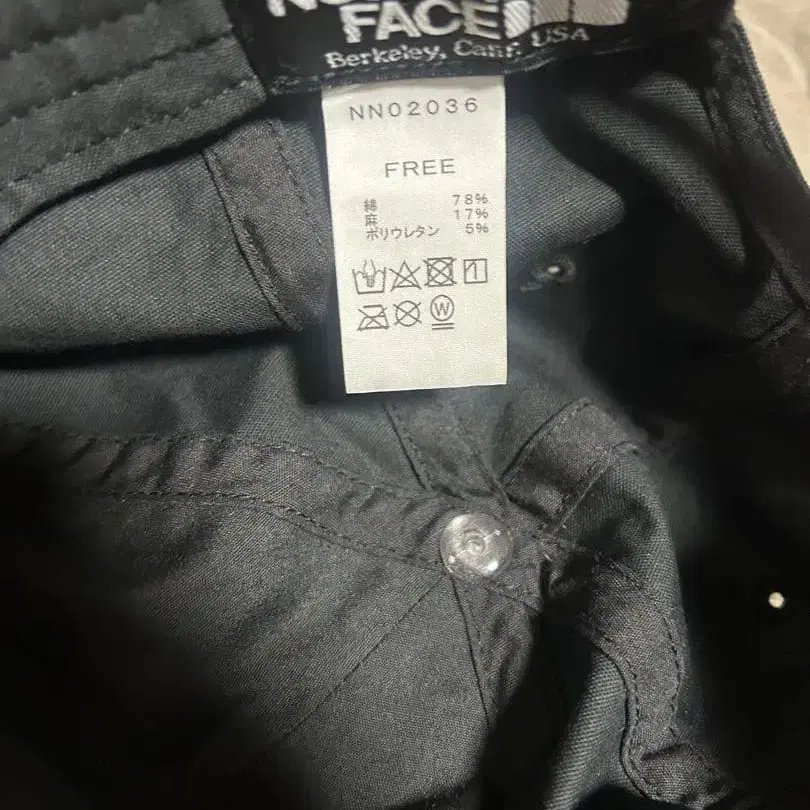 FACE
Berkeley, Calif. USA
NN02036
FREE
綿 78%
麻 17%
ポリウレタン 5%
W